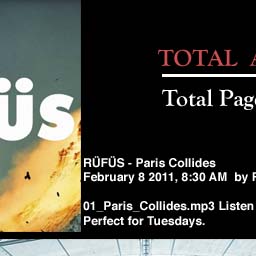 üs
TOTAL A
Total Pag
RÜFÜS - Paris Collides
February 8 2011, 8:30 AM by
01_Paris_Collides.mp3 Listen
Perfect for Tuesdays.